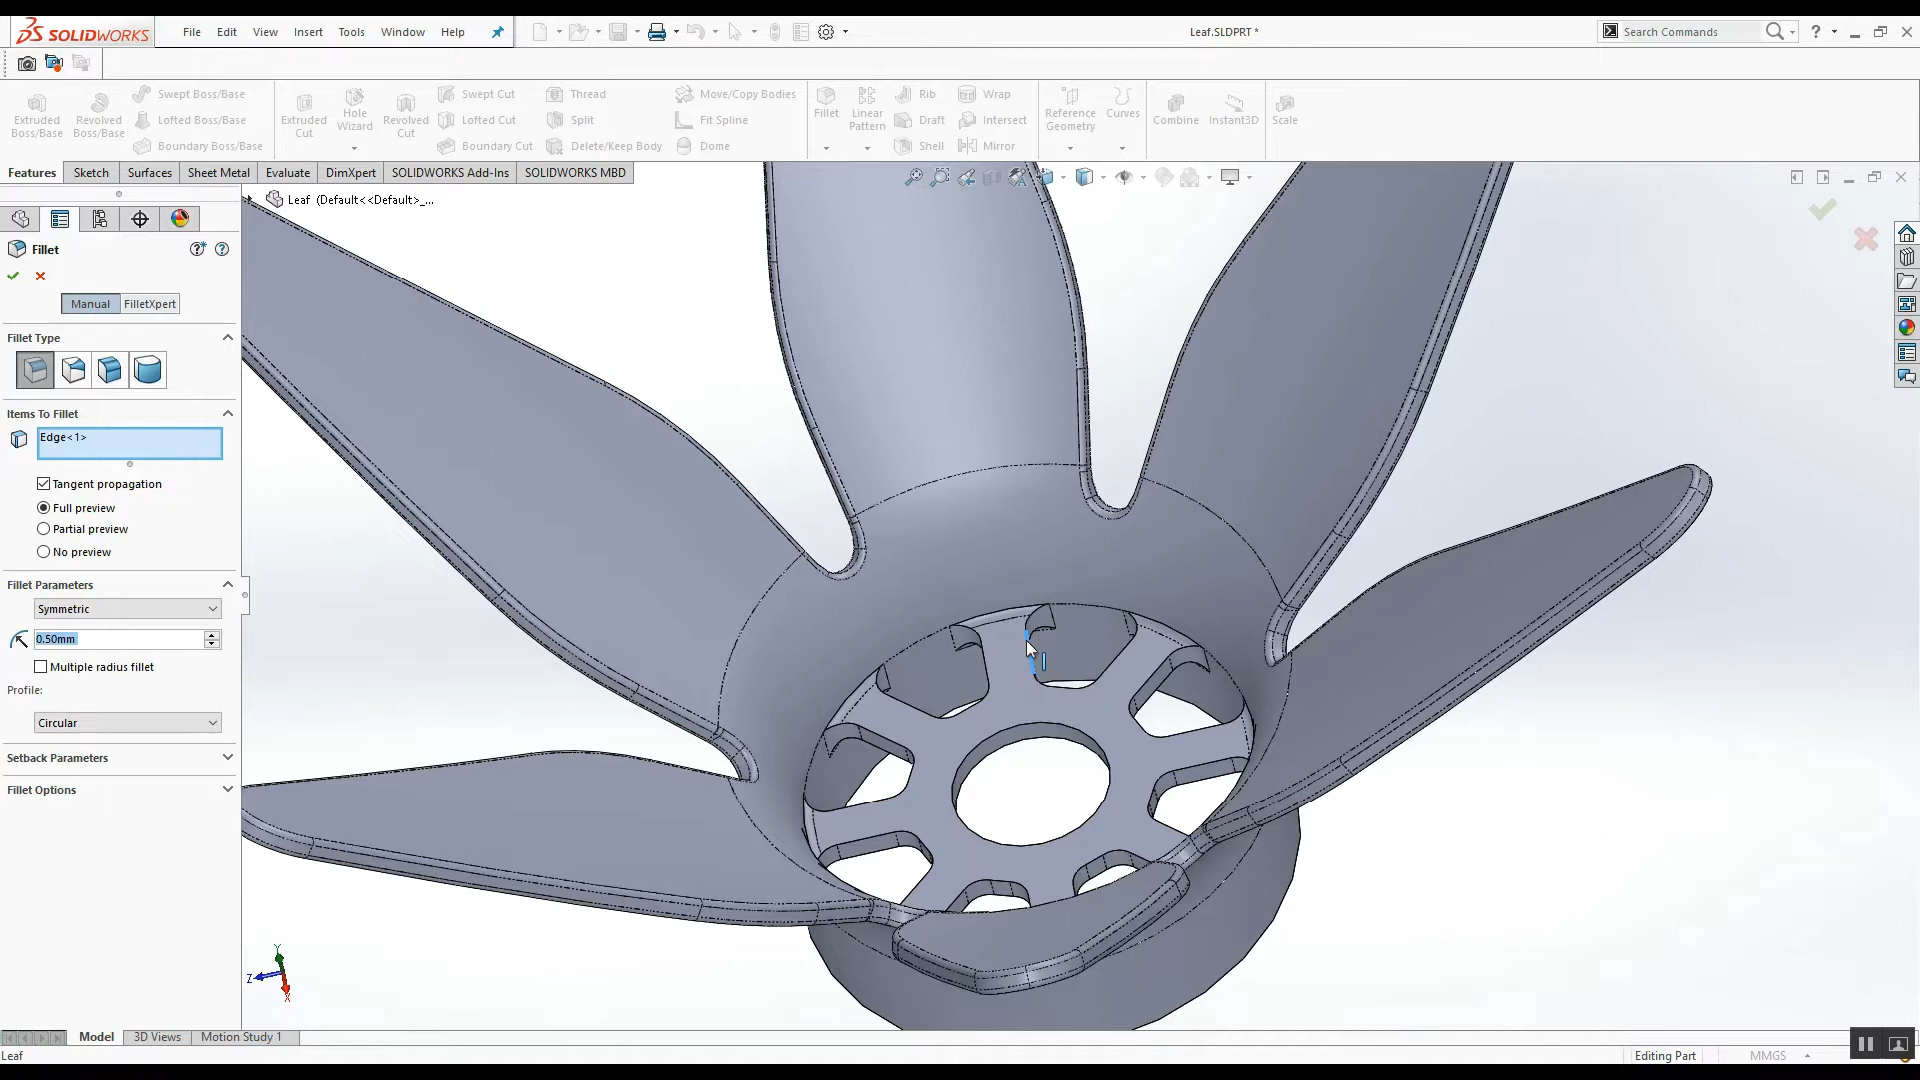 SOLIDWORKS File Edit View Insert Tools Window Help Leaf.SLDPRT * Search Commands ?
Extruded Boss/Base
Revolved Boss/Base
Swept Boss/Base
Lofted Boss/Base
Boundary Boss/Base
Extruded Cut
Hole Wizard
Revolved Cut
Swept Cut
Lofted Cut
Boundary Cut
Thread
Split
Delete/Keep Body
Move/Copy Bodies
Fit Spline
Dome
Fillet
Linear Pattern
Rib
Draft
Shell
Wrap
Intersect
Mirror
Reference Geometry
Curves
Combine
Instant3D
Scale
Features Sketch Surfaces Sheet Metal Evaluate DimXpert SOLIDWORKS Add-Ins SOLIDWORKS MBD
Leaf (Default<<Default>_...
Fillet
Manual FilletXpert
Fillet Type
Items To Fillet
Edge<1>
Tangent propagation
Full preview
Partial preview
No preview
Fillet Parameters
Symmetric
0.50mm
Multiple radius fillet
Profile:
Circular
Setback Parameters
Fillet Options
Y
Z
X
Model 3D Views Motion Study 1
Leaf Editing Part MMGS